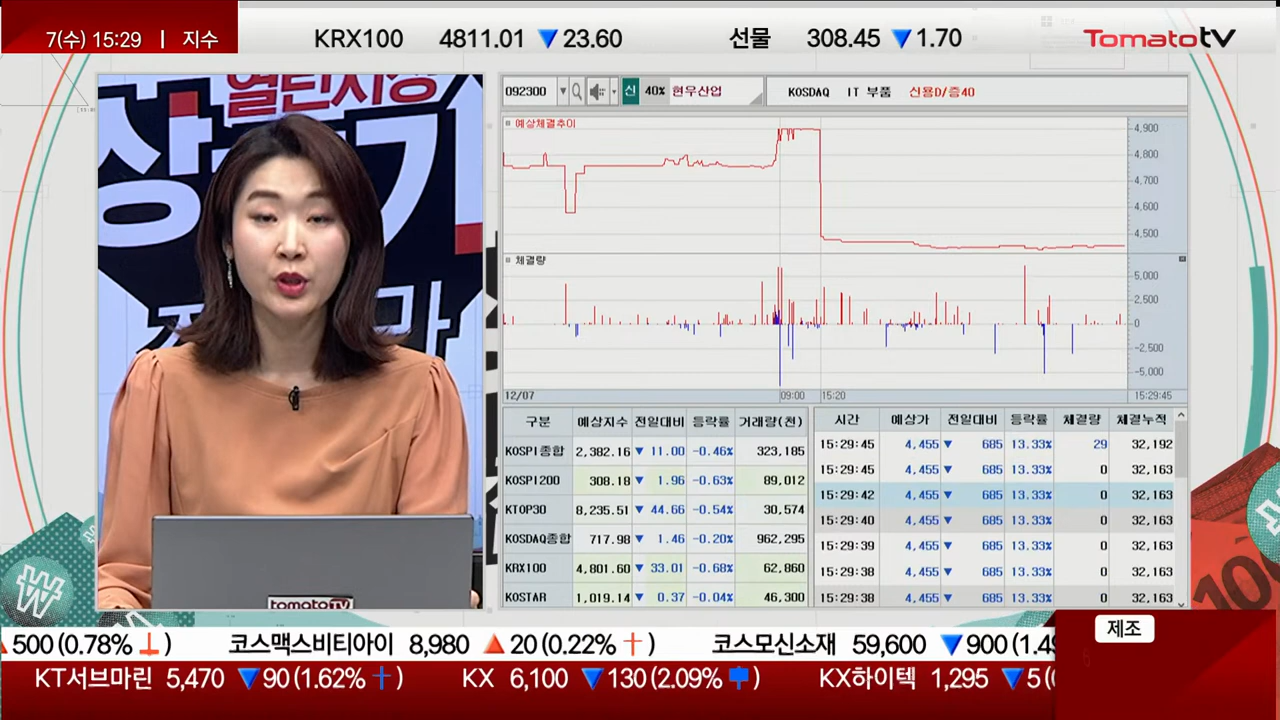 7(수) 15:29 | 지수 KRX100 4811.01 ▼ 23.60 선물 308.45 ▼ 1.70 TomatoTV
열린시장
092300 신 40% 현우산업 KOSDAQ IT 부품 신용D/증40
예상체결추이
4,900
4,800
4,700
4,600
4,500
체결량
5,000
2,500
0
-2,500
-5,000
12/07 09:00 15:20 15:29:45
구분 예상지수 전일대비 등락률 거래량(천)
KOSPI종합 2,382.16 ▼ 11.00 -0.46% 323,185
KOSPI200 308.18 ▼ 1.96 -0.63% 89,012
KTOP30 8,235.51 ▼ 44.66 -0.54% 30,574
KOSDAQ종합 717.98 ▼ 1.46 -0.20% 962,295
KRX100 4,801.60 ▼ 33.01 -0.68% 62,860
KOSTAR 1,019.14 ▼ 0.37 -0.04% 46,300
시간 예상가 전일대비 등락률 체결량 체결누적
15:29:45 4,455 ▼ 685 13.33% 29 32,192
15:29:45 4,455 ▼ 685 13.33% 0 32,163
15:29:42 4,455 ▼ 685 13.33% 0 32,163
15:29:40 4,455 ▼ 685 13.33% 0 32,163
15:29:39 4,455 ▼ 685 13.33% 0 32,163
15:29:38 4,455 ▼ 685 13.33% 0 32,163
15:29:38 4,455 ▼ 685 13.33% 0 32,163
tomatoTV
100
500(0.78% ⊥) 코스맥스비티아이 8,980 ▲ 20(0.22% ┼) 코스모신소재 59,600 ▼ 900(1.49
제조
KT서브마린 5,470 ▼ 90(1.62% ┼) KX 6,100 ▼ 130(2.09%) KX하이텍 1,295 ▼ 5(0